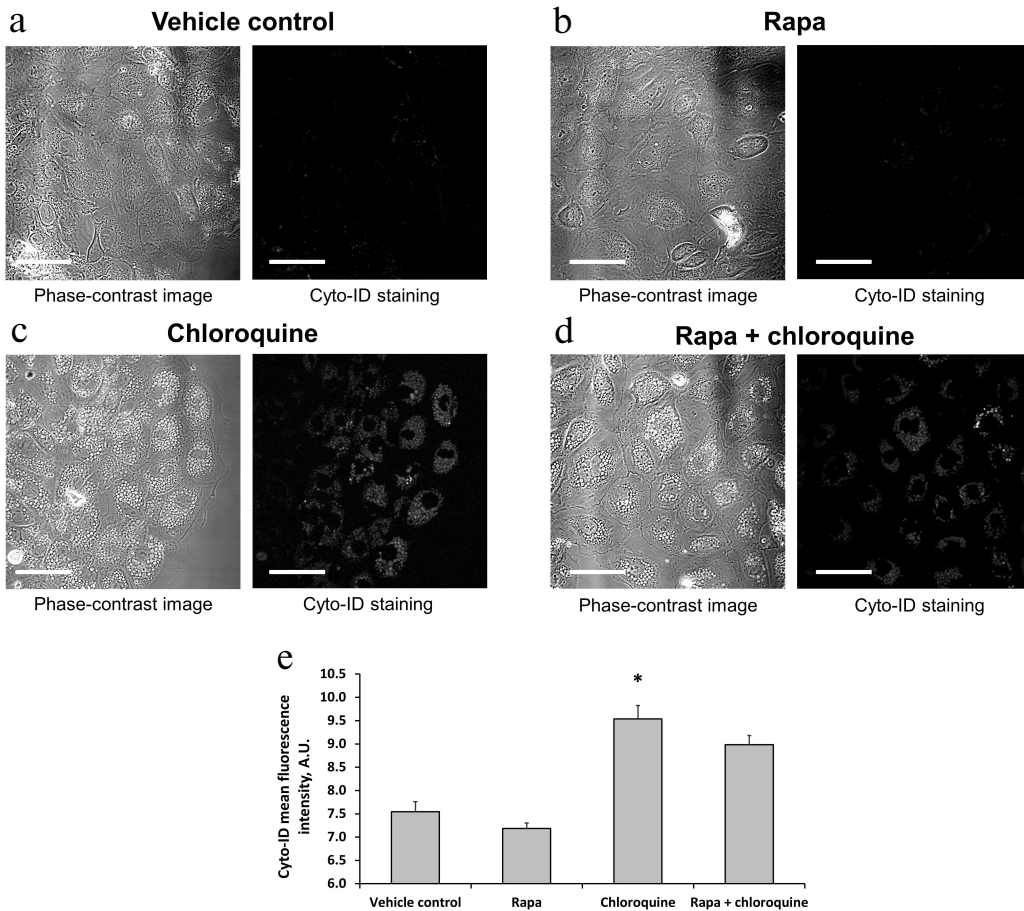 a Vehicle control
b Rapa
Phase-contrast image
Cyto-ID staining
Phase-contrast image
Cyto-ID staining
c Chloroquine
d Rapa + chloroquine
Phase-contrast image
Cyto-ID staining
Phase-contrast image
Cyto-ID staining
e
Cyto-ID mean fluorescence
intensity, A.U.
10.5
10.0
9.5
9.0
8.5
8.0
7.5
7.0
6.5
6.0
*
Vehicle control
Rapa
Chloroquine
Rapa + chloroquine